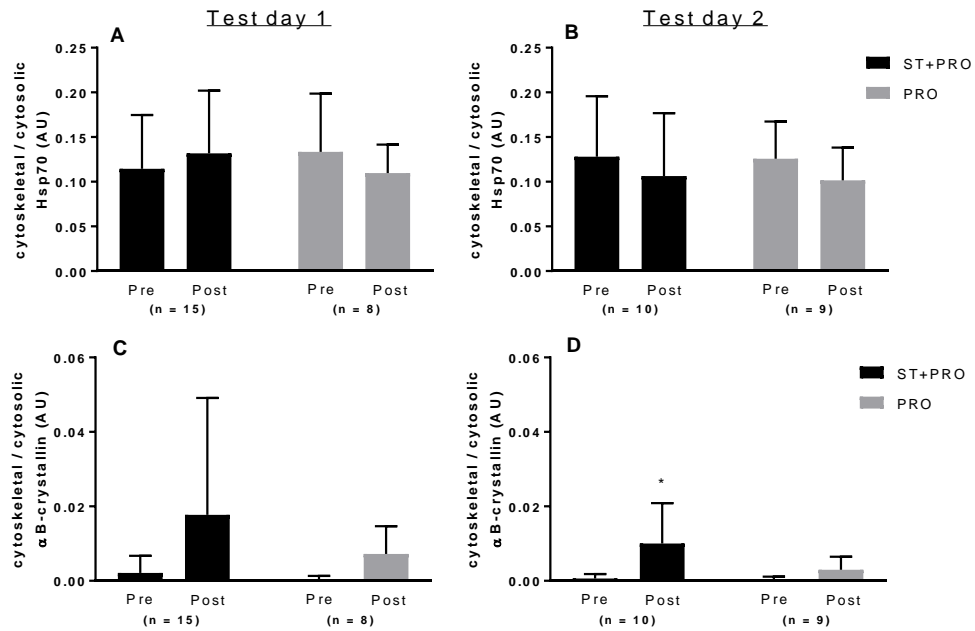 Test day 1
Test day 2
A
cytoskeletal / cytosolic
Hsp70 (AU)
0.25
0.20
0.15
0.10
0.05
0.00
Pre Post Pre Post
(n = 15) (n = 8)
B
cytoskeletal / cytosolic
Hsp70 (AU)
0.25
0.20
0.15
0.10
0.05
0.00
Pre Post Pre Post
(n = 10) (n = 9)
ST+PRO
PRO
C
cytoskeletal / cytosolic
αB-crystallin (AU)
0.06
0.04
0.02
0.00
Pre Post Pre Post
(n = 15) (n = 8)
D
cytoskeletal / cytosolic
αB-crystallin (AU)
0.06
0.04
0.02
0.00
*
Pre Post Pre Post
(n = 10) (n = 9)
ST+PRO
PRO